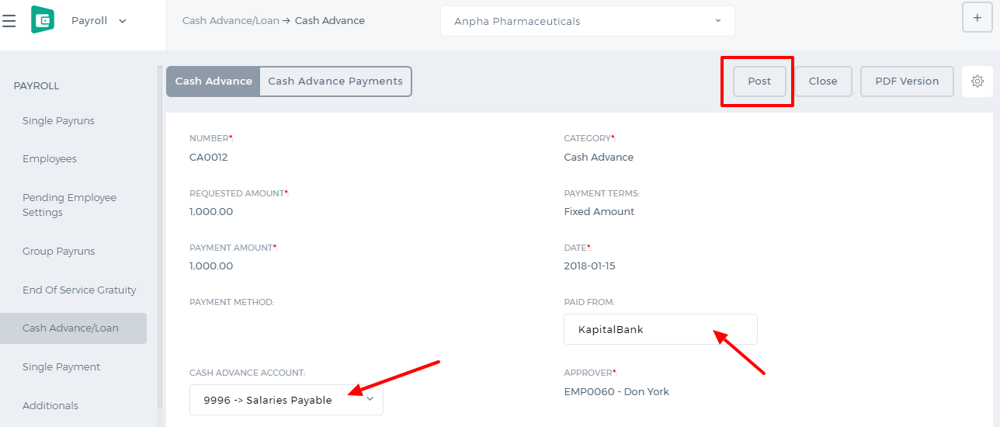 Payroll
Cash Advance/Loan → Cash Advance
Anpha Pharmaceuticals
+
PAYROLL
Single Payruns
Employees
Pending Employee
Settings
Group Payruns
End Of Service Gratuity
Cash Advance/Loan
Single Payment
Additionals
Cash Advance
Cash Advance Payments
Post
Close
PDF Version
NUMBER*:
CA0012
CATEGORY*:
Cash Advance
REQUESTED AMOUNT*:
1,000.00
PAYMENT TERMS:
Fixed Amount
PAYMENT AMOUNT*:
1,000.00
DATE*:
2018-01-15
PAYMENT METHOD:
PAID FROM:
KapitalBank
CASH ADVANCE ACCOUNT:
9996 -> Salaries Payable
APPROVER*:
EMP0060 - Don York